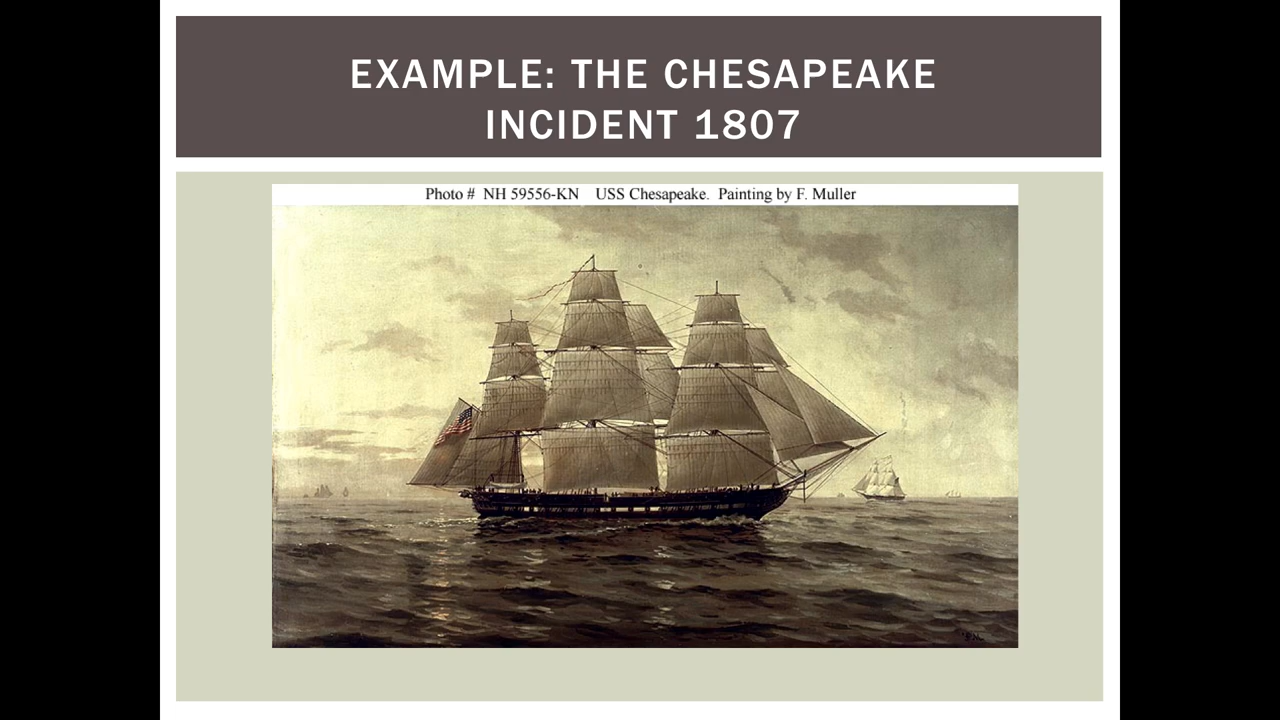 EXAMPLE: THE CHESAPEAKE
INCIDENT 1807
Photo # NH 59556-KN USS Chesapeake. Painting by F. Muller